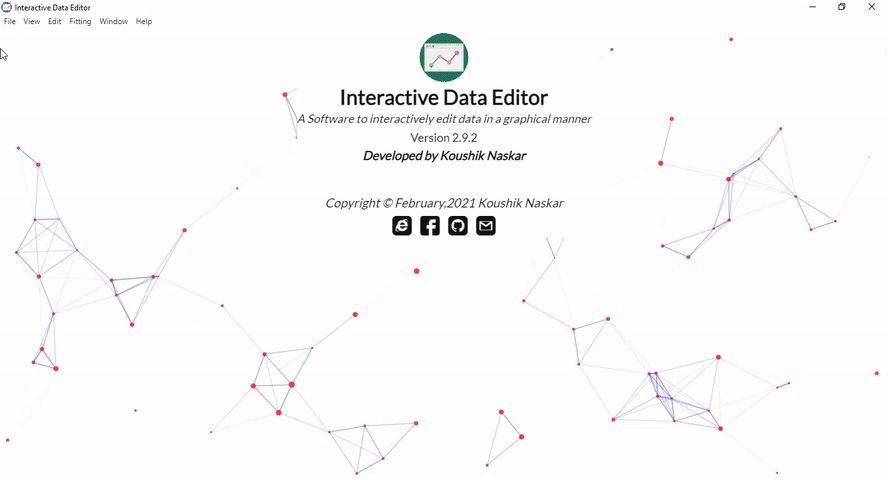 Interactive Data Editor
File View Edit Fitting Window Help
Interactive Data Editor
A Software to interactively edit data in a graphical manner
Version 2.9.2
Developed by Koushik Naskar
Copyright © February,2021 Koushik Naskar